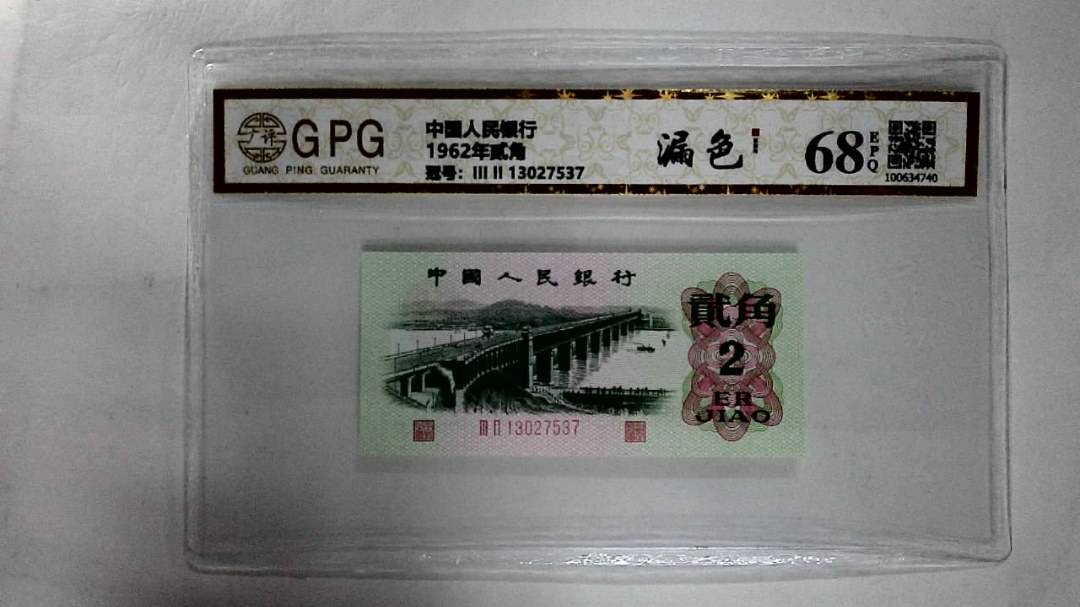 GPG
GUANG PING GUARANTY
中國人民銀行
1962年贰角
冠号: III II 13027537
漏色
68
EPQ
100634740
中國人民銀行
貳角
2
ER
JIAO
III II 13027537